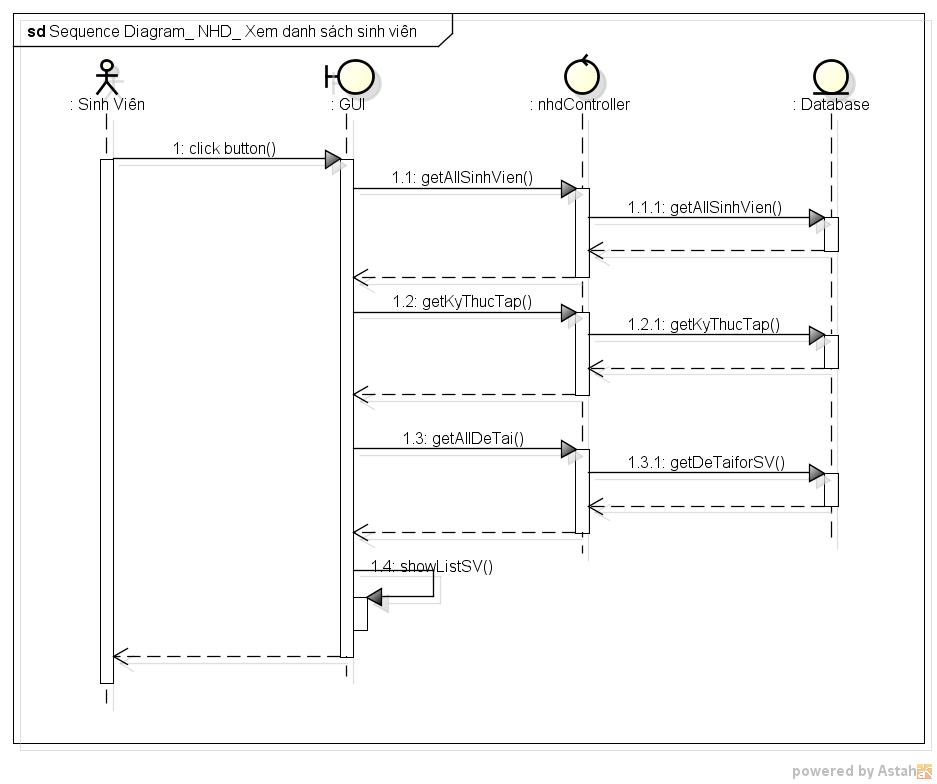 sd Sequence Diagram_ NHD_ Xem danh sách sinh viên
: Sinh Viên
: GUI
: nhdController
: Database
1: click button()
1.1: getAllSinhVien()
1.1.1: getAllSinhVien()
1.2: getKyThucTap()
1.2.1: getKyThucTap()
1.3: getAllDeTai()
1.3.1: getDeTaiforSV()
1.4: showListSV()
powered by Astah